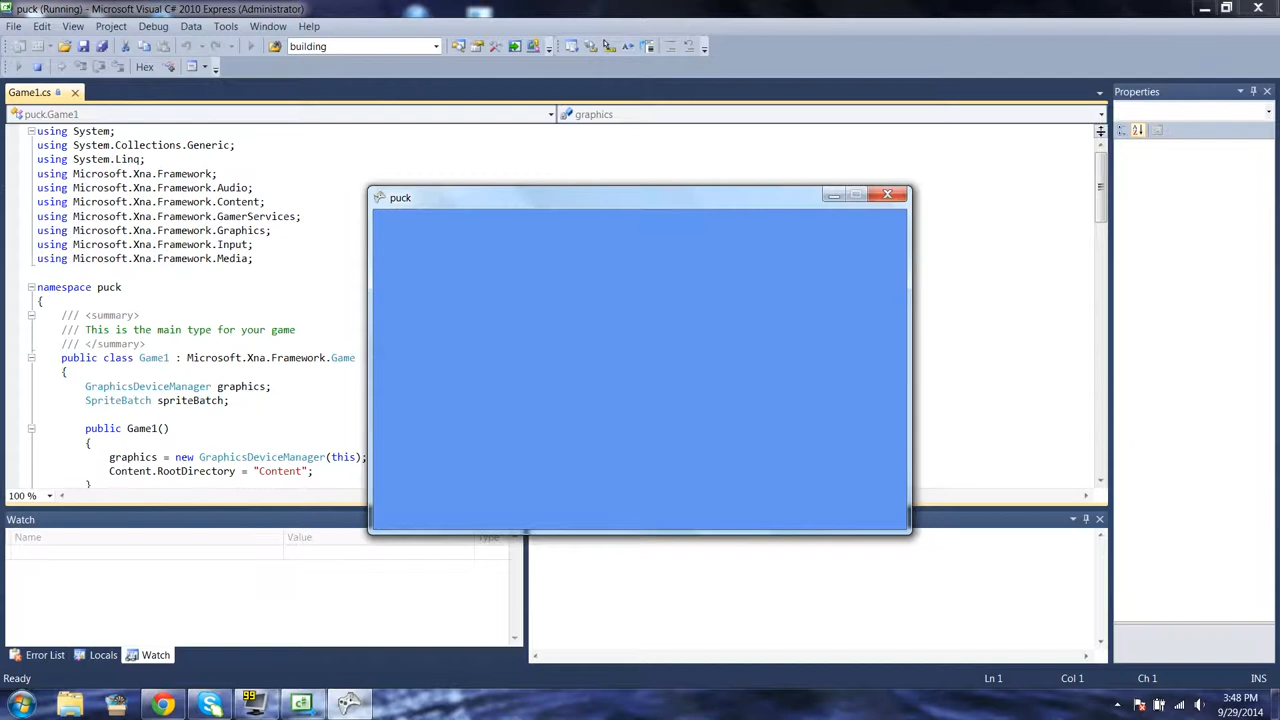 puck (Running) - Microsoft Visual C# 2010 Express (Administrator)
File Edit View Project Debug Data Tools Window Help
building
Hex
Game1.cs
puck.Game1
graphics
using System;
using System.Collections.Generic;
using System.Linq;
using Microsoft.Xna.Framework;
using Microsoft.Xna.Framework.Audio;
using Microsoft.Xna.Framework.Content;
using Microsoft.Xna.Framework.GamerServices;
using Microsoft.Xna.Framework.Graphics;
using Microsoft.Xna.Framework.Input;
using Microsoft.Xna.Framework.Media;
namespace puck
{
/// <summary>
/// This is the main type for your game
/// </summary>
public class Game1 : Microsoft.Xna.Framework.Game
{
GraphicsDeviceManager graphics;
SpriteBatch spriteBatch;
public Game1()
{
graphics = new GraphicsDeviceManager(this);
Content.RootDirectory = "Content";
}
100 %
puck
Properties
Watch
Name Value Type
Error List Locals Watch
Ready Ln 1 Col 1 Ch 1 INS
99
C#
3:48 PM
9/29/2014